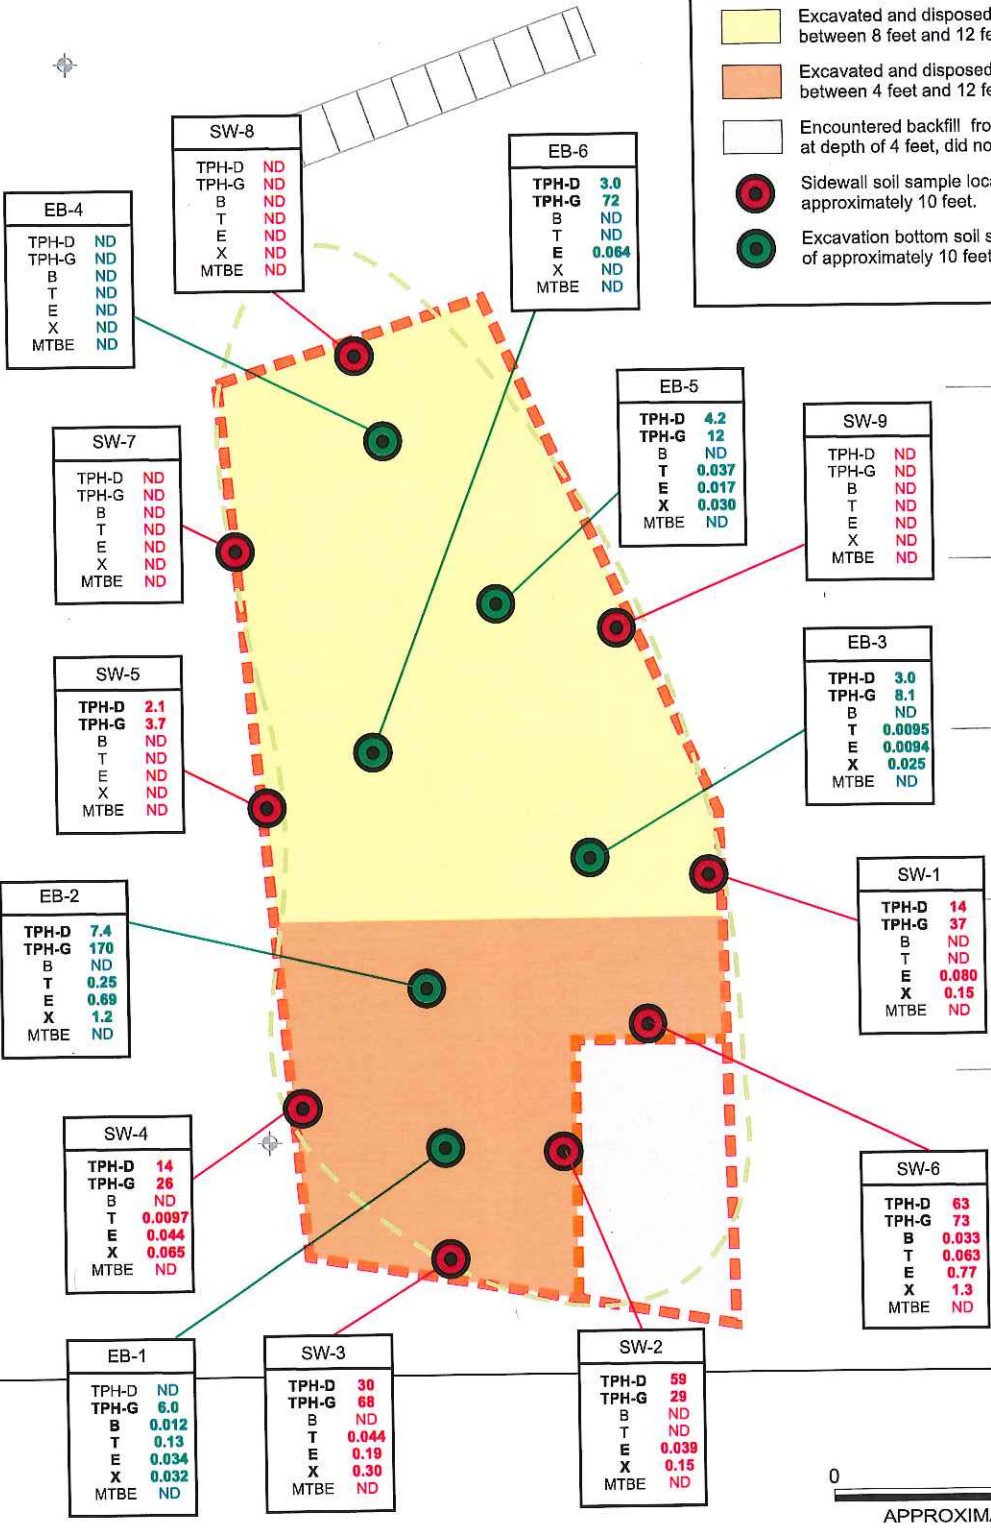 Excavated and disposed
between 8 feet and 12 fe
Excavated and disposed
between 4 feet and 12 fe
Encountered backfill fro
at depth of 4 feet, did no
Sidewall soil sample loca
approximately 10 feet.
Excavation bottom soil s
of approximately 10 feet
SW-8
TPH-D ND
TPH-G ND
B ND
T ND
E ND
X ND
MTBE ND
EB-6
TPH-D 3.0
TPH-G 72
B ND
T ND
E 0.064
X ND
MTBE ND
EB-4
TPH-D ND
TPH-G ND
B ND
T ND
E ND
X ND
MTBE ND
EB-5
TPH-D 4.2
TPH-G 12
B ND
T 0.037
E 0.017
X 0.030
MTBE ND
SW-9
TPH-D ND
TPH-G ND
B ND
T ND
E ND
X ND
MTBE ND
SW-7
TPH-D ND
TPH-G ND
B ND
T ND
E ND
X ND
MTBE ND
EB-3
TPH-D 3.0
TPH-G 8.1
B ND
T 0.0095
E 0.0094
X 0.025
MTBE ND
SW-5
TPH-D 2.1
TPH-G 3.7
B ND
T ND
E ND
X ND
MTBE ND
SW-1
TPH-D 14
TPH-G 37
B ND
T ND
E 0.080
X 0.15
MTBE ND
EB-2
TPH-D 7.4
TPH-G 170
B ND
T 0.25
E 0.69
X 1.2
MTBE ND
SW-4
TPH-D 14
TPH-G 26
B ND
T 0.0097
E 0.044
X 0.065
MTBE ND
SW-6
TPH-D 63
TPH-G 73
B 0.033
T 0.063
E 0.77
X 1.3
MTBE ND
EB-1
TPH-D ND
TPH-G 6.0
B 0.012
T 0.13
E 0.034
X 0.032
MTBE ND
SW-3
TPH-D 30
TPH-G 68
B ND
T 0.044
E 0.19
X 0.30
MTBE ND
SW-2
TPH-D 59
TPH-G 29
B ND
T ND
E 0.039
X 0.15
MTBE ND
0
APPROXIMA